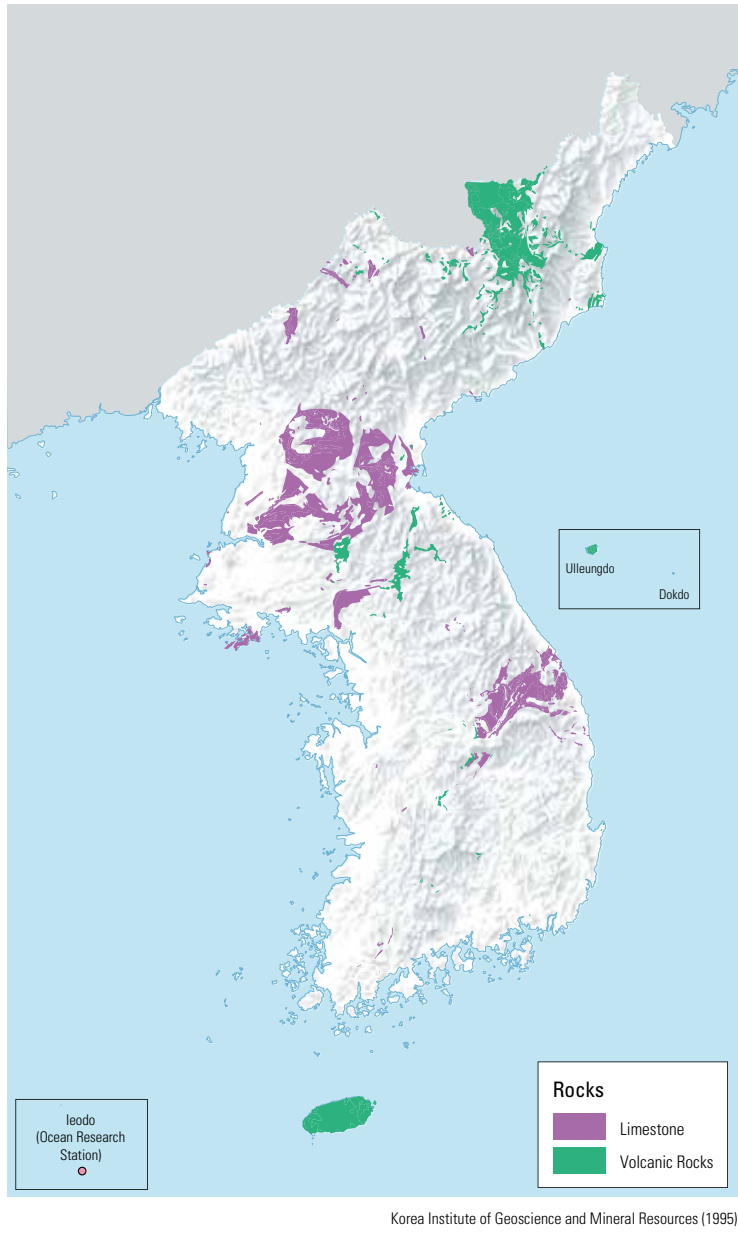 Ulleungdo
Dokdo
Ieodo
(Ocean Research
Station)
Rocks
Limestone
Volcanic Rocks
Korea Institute of Geoscience and Mineral Resources (1995)